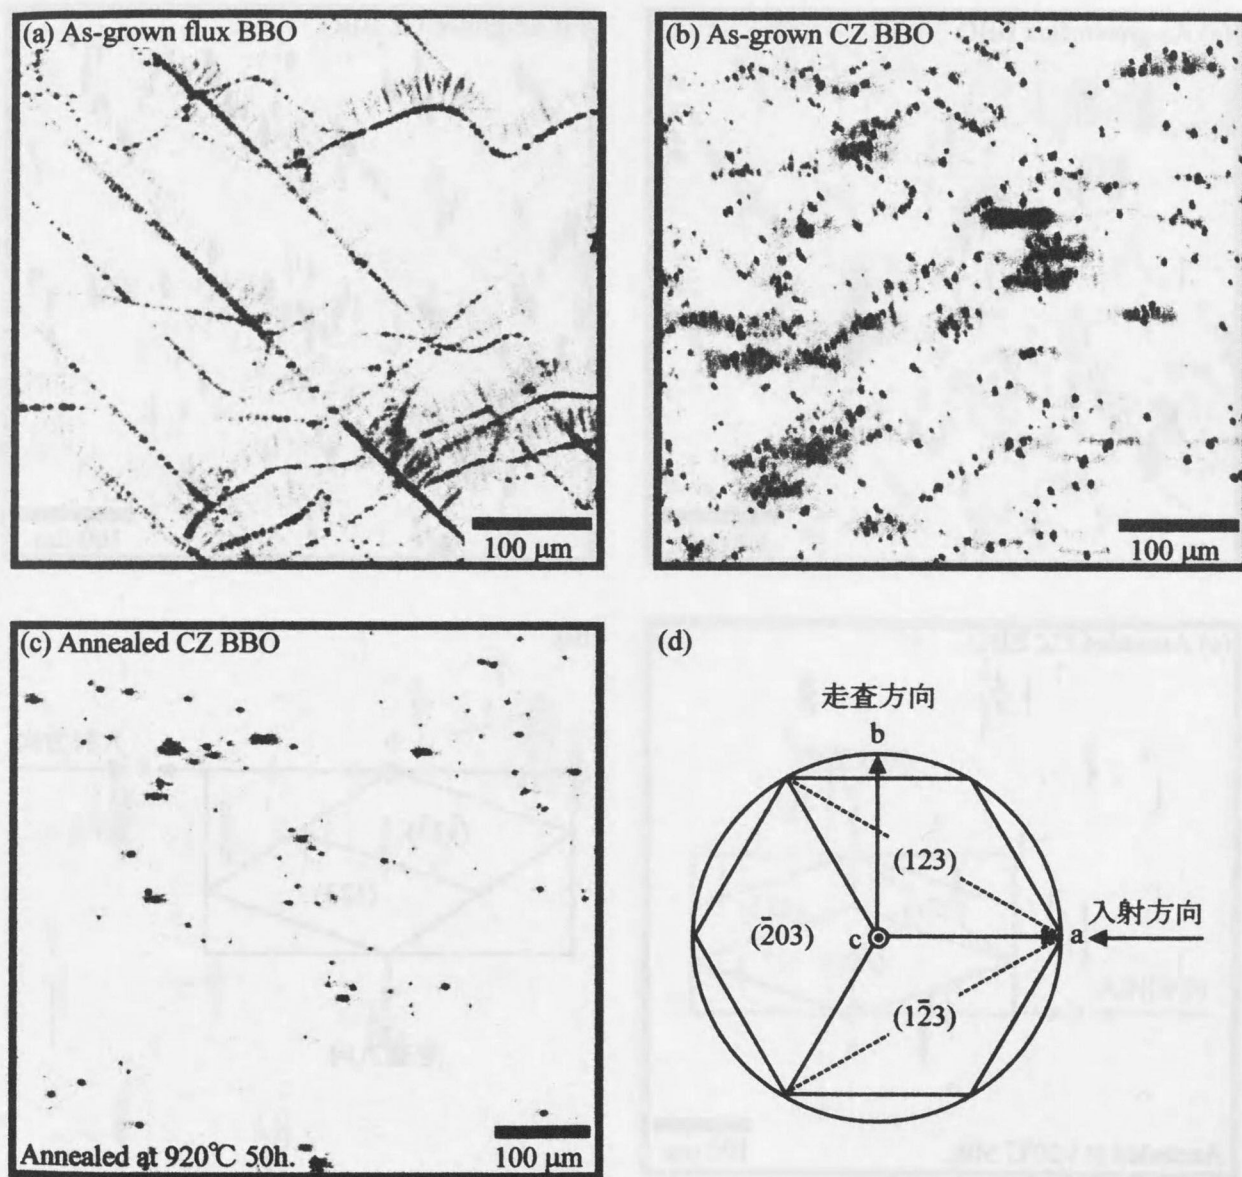 (a) As-grown flux BBO
100 μm
(b) As-grown CZ BBO
100 μm
(c) Annealed CZ BBO
Annealed at 920℃ 50h.
100 μm
(d)
走査方向
b
(123)
入射方向
(2̄03)
c
a
(12̄3)